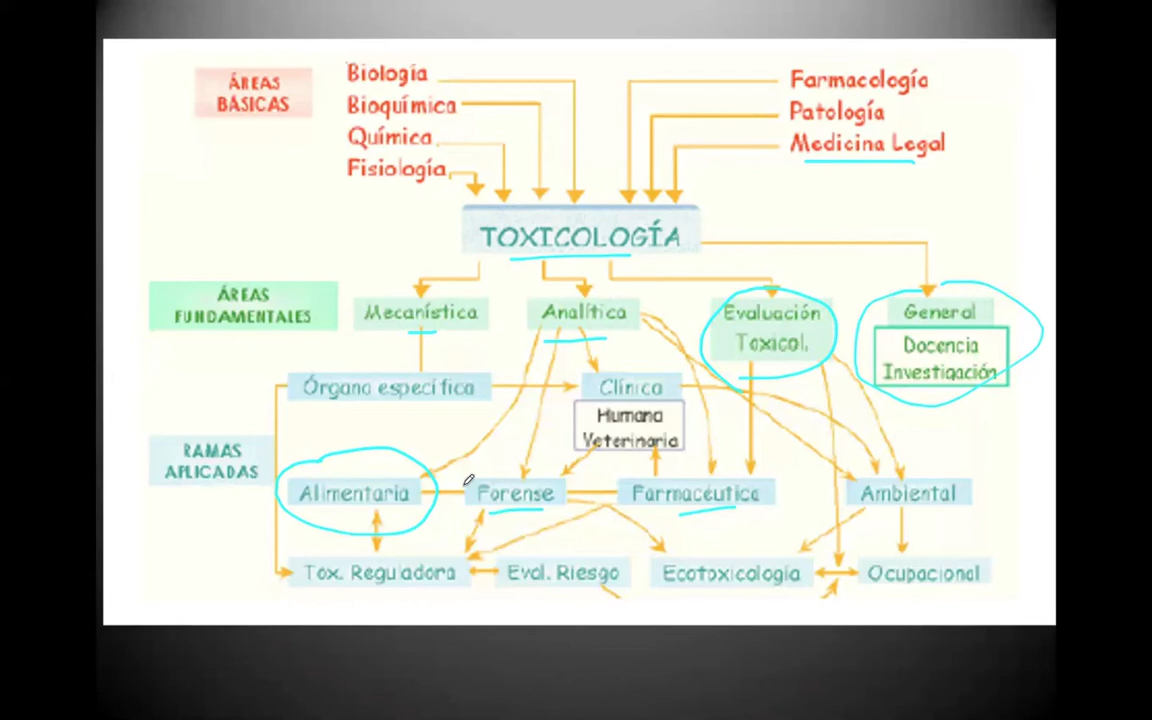 ÁREAS
BÁSICAS
Biología
Bioquímica
Química
Fisiología
Farmacología
Patología
Medicina Legal
TOXICOLOGÍA
ÁREAS
FUNDAMENTALES
Mecanística
Analítica
Evaluación
Toxicol.
General
Docencia
Investigación
Órgano específica
Clínica
Humana
Veterinaria
RAMAS
APLICADAS
Alimentaria
Forense
Farmacéutica
Ambiental
Tox. Reguladora
Eval. Riesgo
Ecotoxicología
Ocupacional